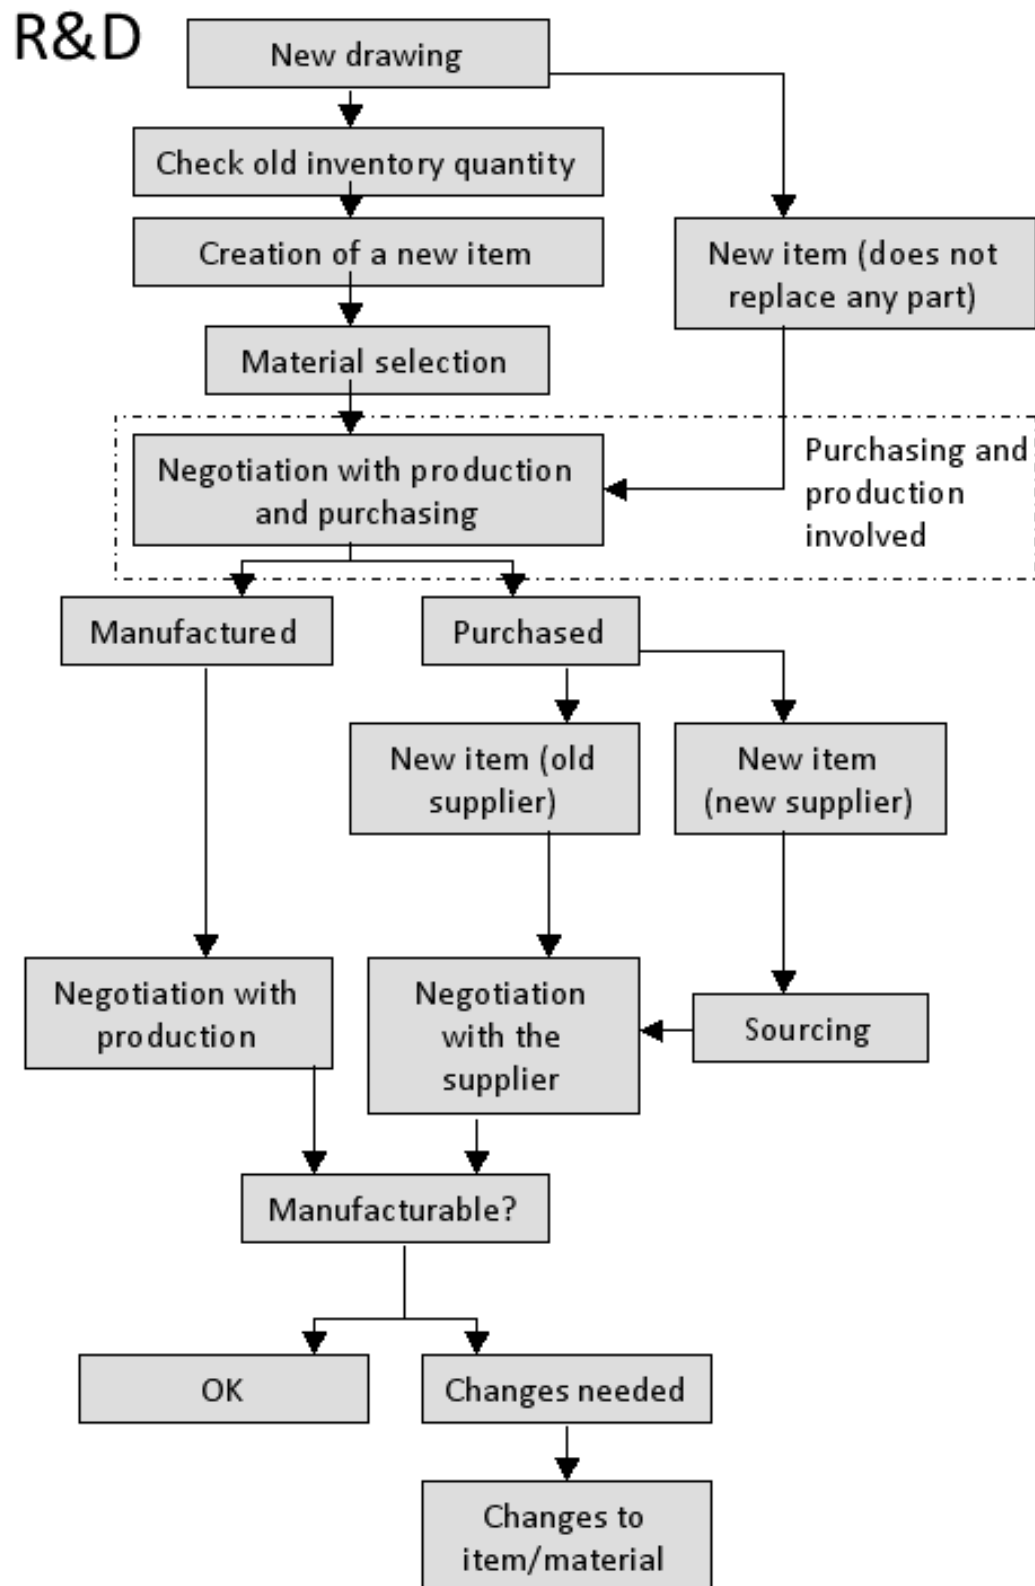 R&D
New drawing
Check old inventory quantity
Creation of a new item
New item (does not
replace any part)
Material selection
Negotiation with production
and purchasing
Purchasing and
production
involved
Manufactured
Purchased
New item (old
supplier)
New item
(new supplier)
Negotiation with
production
Negotiation
with the
supplier
Sourcing
Manufacturable?
OK
Changes needed
Changes to
item/material